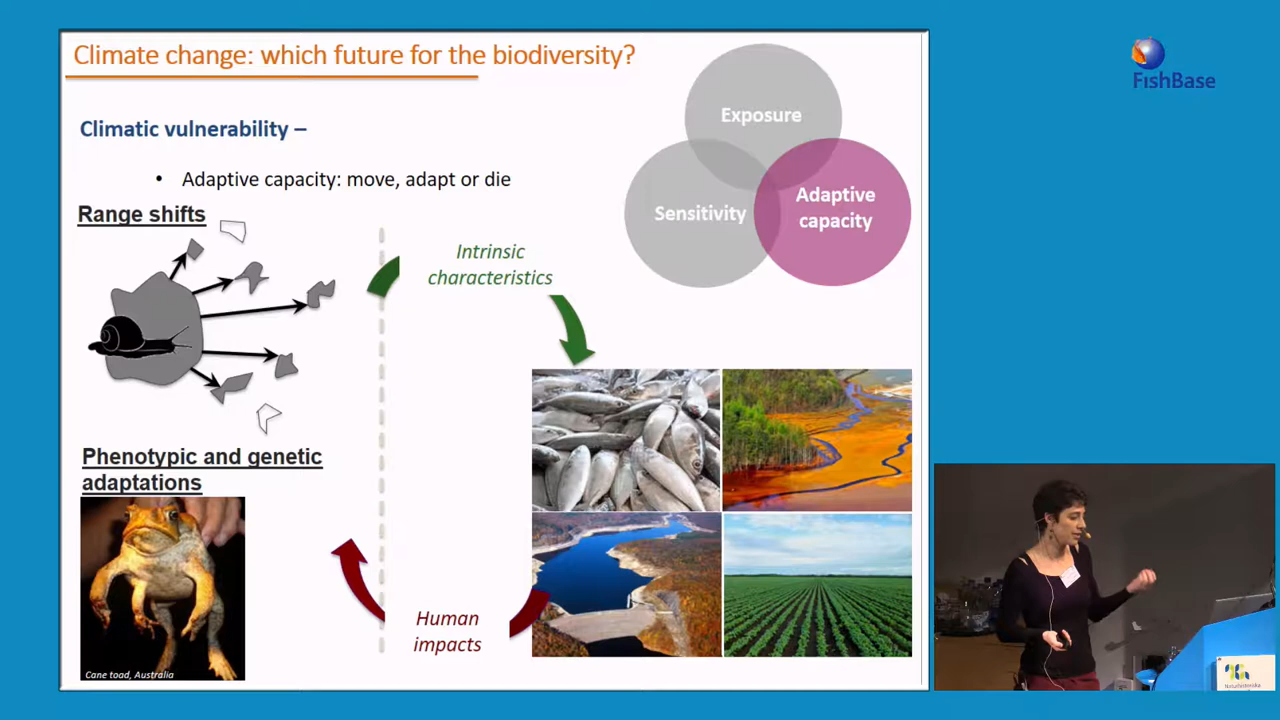 Climate change: which future for the biodiversity?
FishBase
Exposure
Climatic vulnerability –
• Adaptive capacity: move, adapt or die
Adaptive
capacity
Sensitivity
Range shifts
Intrinsic
characteristics
Phenotypic and genetic
adaptations
Human
impacts
Cane toad, Australia
Naturhistoriska